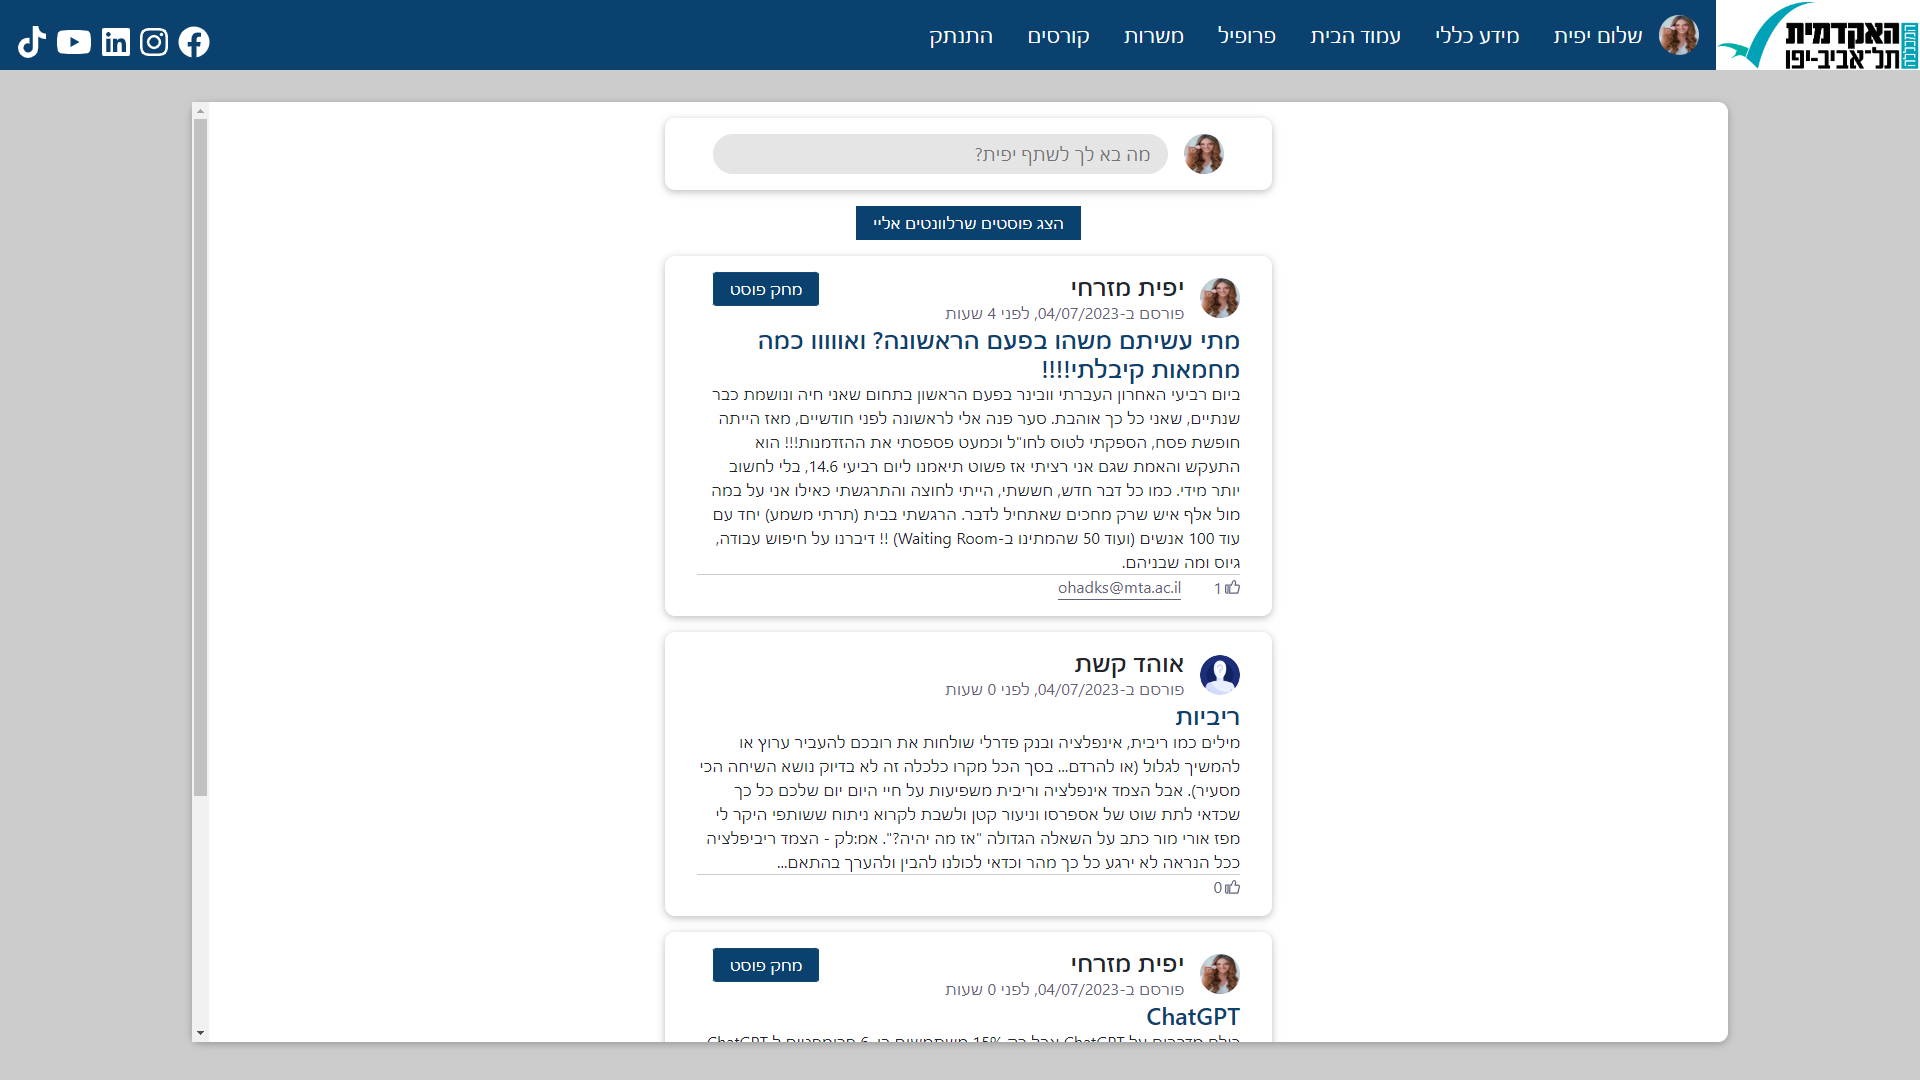 המכללה
האקדמית
תל־אביב-יפו
שלום יפית
מידע כללי
עמוד הבית
פרופיל
משרות
קורסים
התנתק
מה בא לך לשתף יפית?
הצג פוסטים שרלוונטים אליי
יפית מזרחי
פורסם ב-04/07/2023, לפני 4 שעות
מחק פוסט
מתי עשיתם משהו בפעם הראשונה? ואווווו כמה
מחמאות קיבלתי!!!!
ביום רביעי האחרון העברתי וובינר בפעם הראשון בתחום שאני חיה ונושמת כבר
שנתיים, שאני כל כך אוהבת. סער פנה אלי לראשונה לפני חודשיים, מאז הייתה
חופשת פסח, הספקתי לטוס לחו"ל וכמעט פספסתי את ההזדמנות!!! הוא
התעקש והאמת שגם אני רציתי אז פשוט תיאמנו ליום רביעי 14.6, בלי לחשוב
יותר מידי. כמו כל דבר חדש, חששתי, הייתי לחוצה והתרגשתי כאילו אני על במה
מול אלף איש שרק מחכים שאתחיל לדבר. הרגשתי בבית (תרתי משמע) יחד עם
עוד 100 אנשים (ועוד 50 שהמתינו ב-Waiting Room) !! דיברנו על חיפוש עבודה,
גיוס ומה שבניהם.
1
ohadks@mta.ac.il
אוהד קשת
פורסם ב-04/07/2023, לפני 0 שעות
ריביות
מילים כמו ריבית, אינפלציה ובנק פדרלי שולחות את רובכם להעביר ערוץ או
להמשיך לגלול (או להרדם... בסך הכל מקרו כלכלה זה לא בדיוק נושא השיחה הכי
מסעיר). אבל הצמד אינפלציה וריבית משפיעות על חיי היום יום שלכם כל כך
שכדאי לתת שוט של אספרסו וניעור קטן ולשבת לקרוא ניתוח ששותפי היקר לי
מפז אורי מור כתב על השאלה הגדולה "אז מה יהיה?". אמ:לק - הצמד ריביפלציה
ככל הנראה לא ירגע כל כך מהר וכדאי לכולנו להבין ולהערך בהתאם...
0
יפית מזרחי
פורסם ב-04/07/2023, לפני 0 שעות
מחק פוסט
ChatGPT